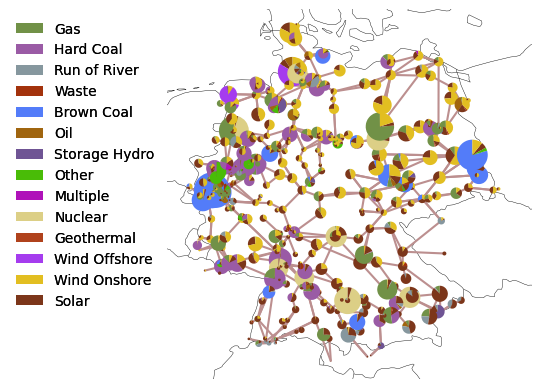 Gas
Hard Coal
Run of River
Waste
Brown Coal
Oil
Storage Hydro
Other
Multiple
Nuclear
Geothermal
Wind Offshore
Wind Onshore
Solar